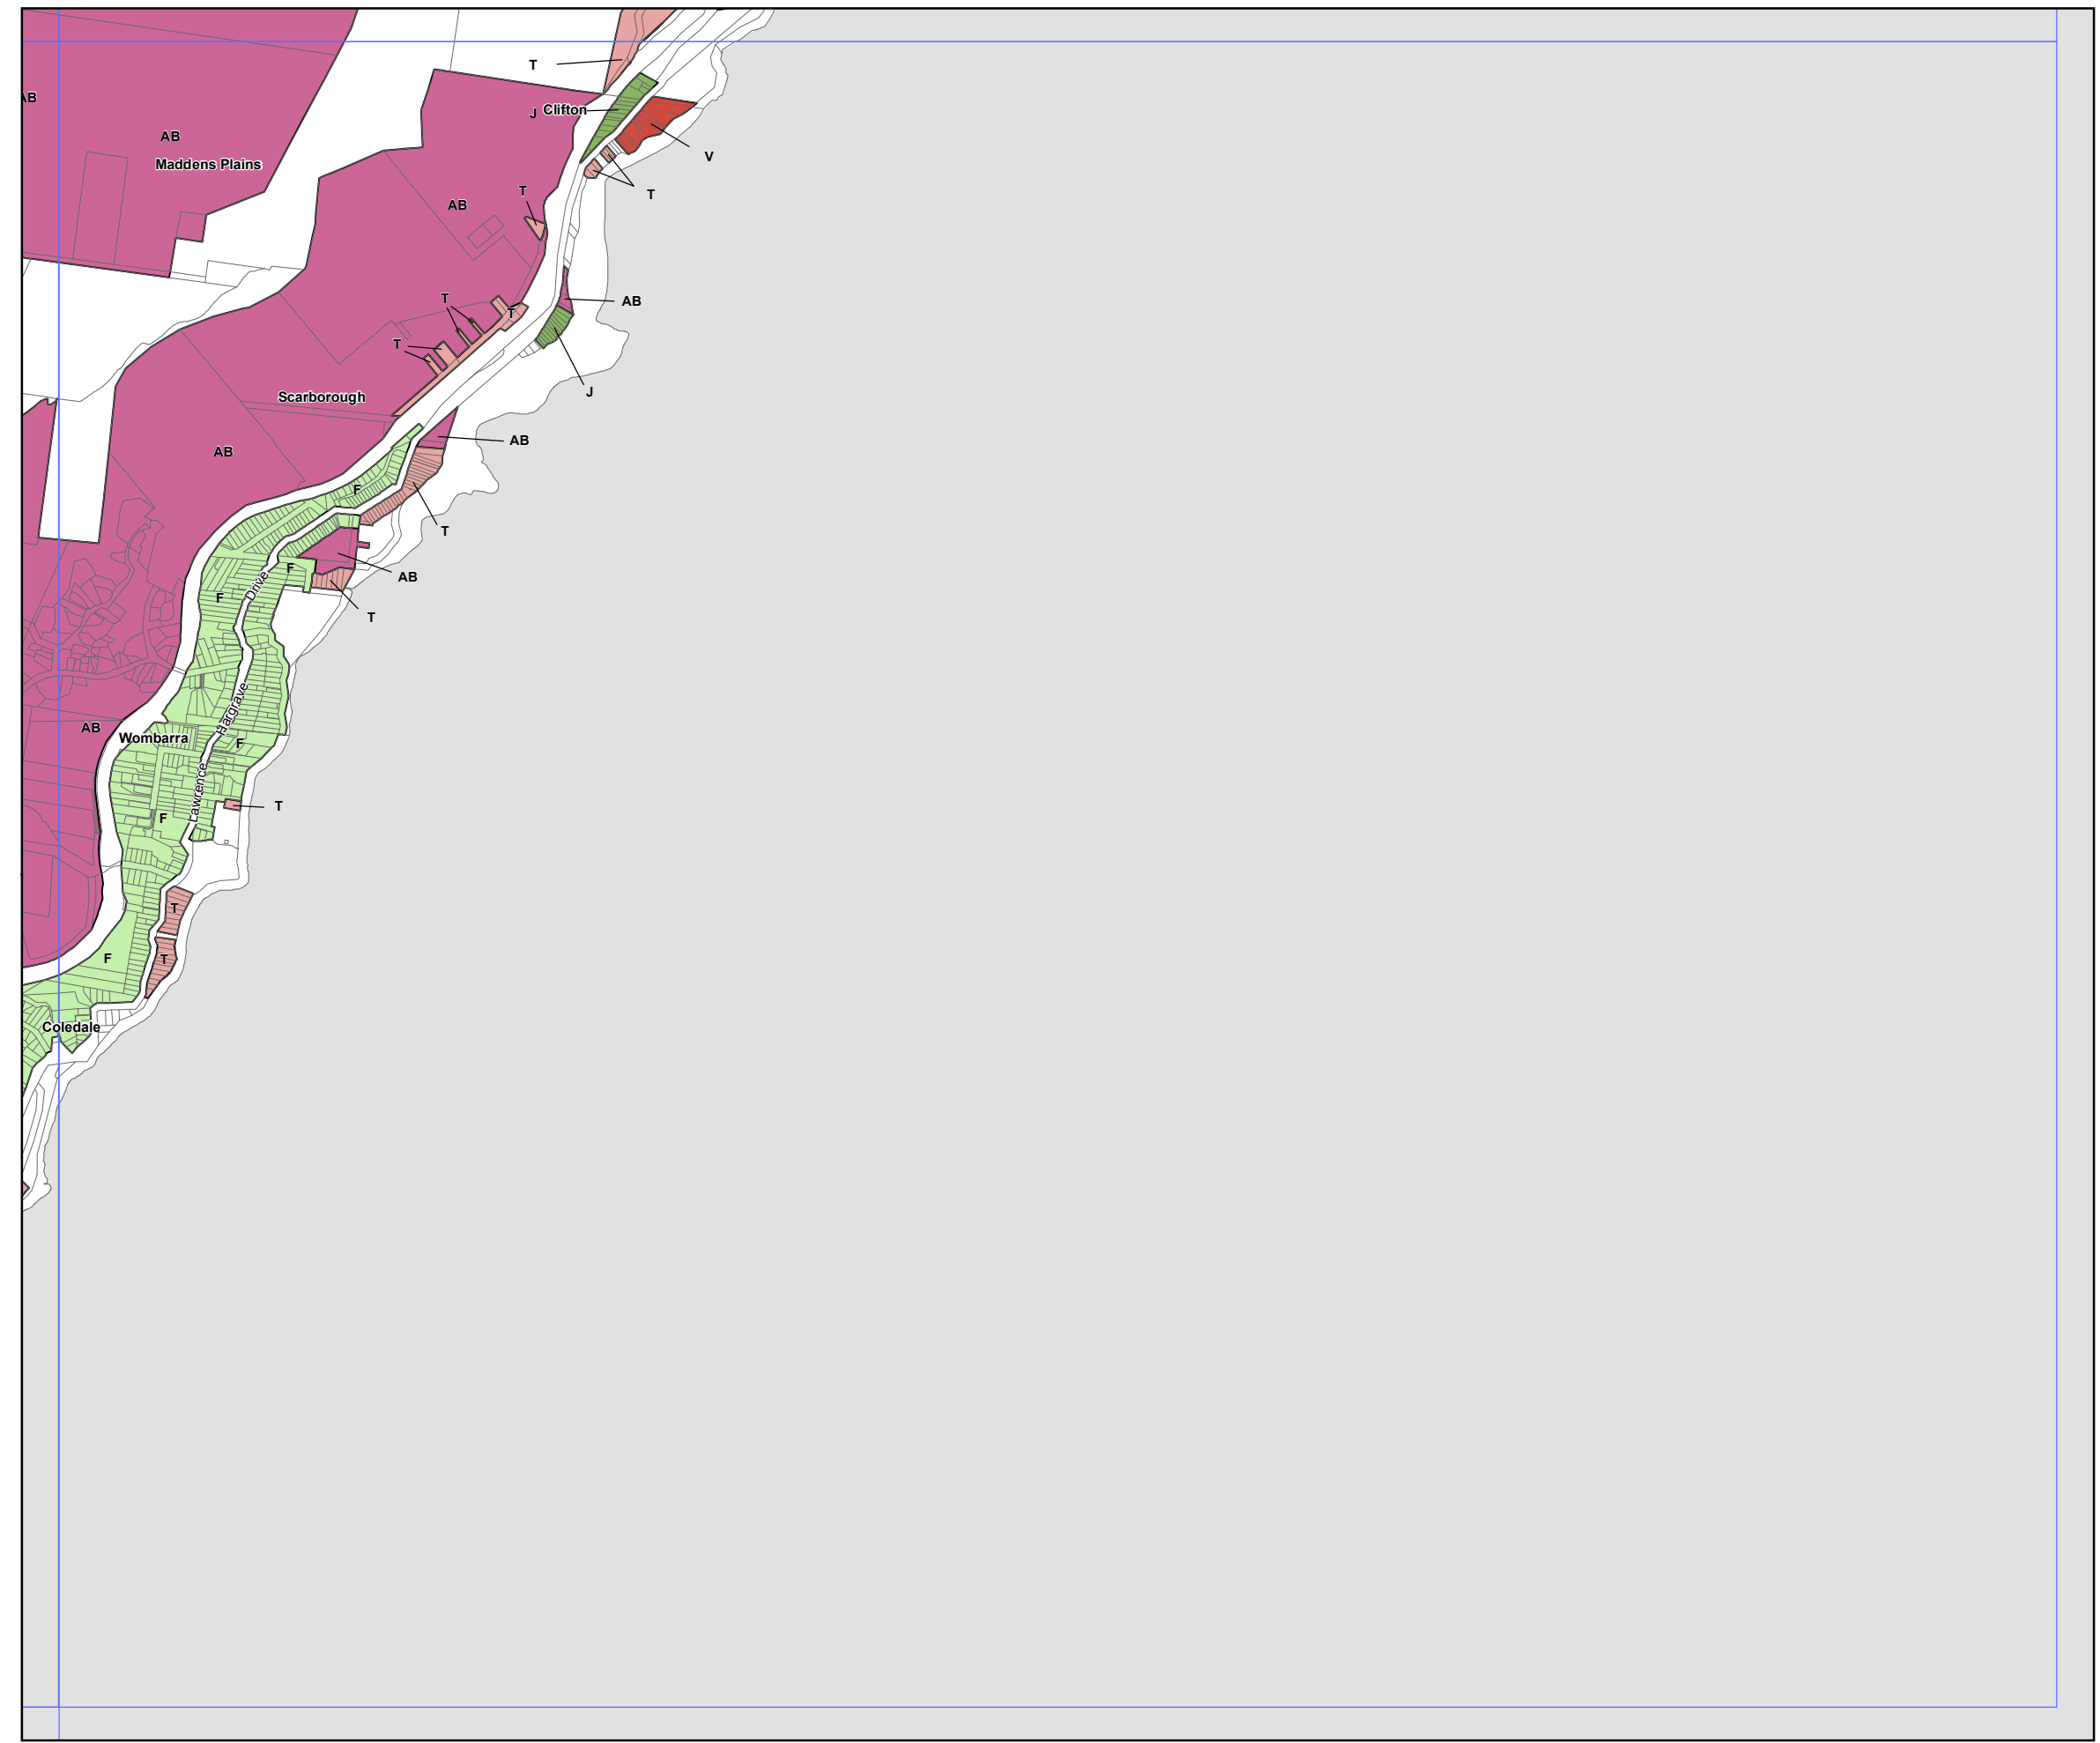 T
AB
J Clifton
AB
Maddens Plains
V
T
T
AB
T
AB
T
T
J
Scarborough
AB
AB
F
T
F
AB
F
Drive
T
Hargrave
AB
Wombarra
F
Lawrence
T
F
T
F
T
Coledale